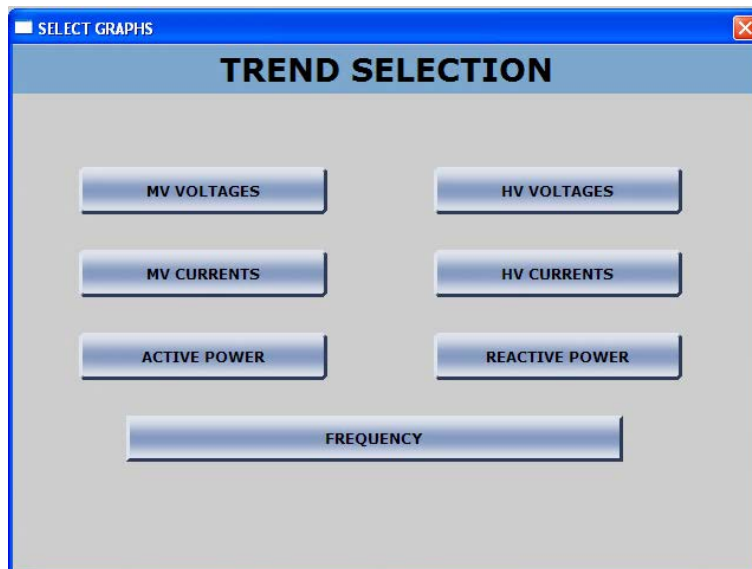 SELECT GRAPHS
TREND SELECTION
MV VOLTAGES
HV VOLTAGES
MV CURRENTS
HV CURRENTS
ACTIVE POWER
REACTIVE POWER
FREQUENCY